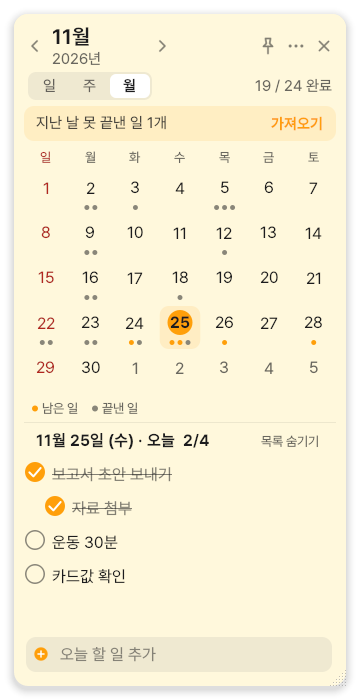 11월
2026년
일 주 월
19 / 24 완료
지난 날 못 끝낸 일 1개 가져오기
일 월 화 수 목 금 토
1 2 3 4 5 6 7
8 9 10 11 12 13 14
15 16 17 18 19 20 21
22 23 24 25 26 27 28
29 30 1 2 3 4 5
남은 일 끝낸 일
11월 25일 (수) · 오늘 2/4 목록 숨기기
보고서 초안 보내기
자료 첨부
운동 30분
카드값 확인
오늘 할 일 추가